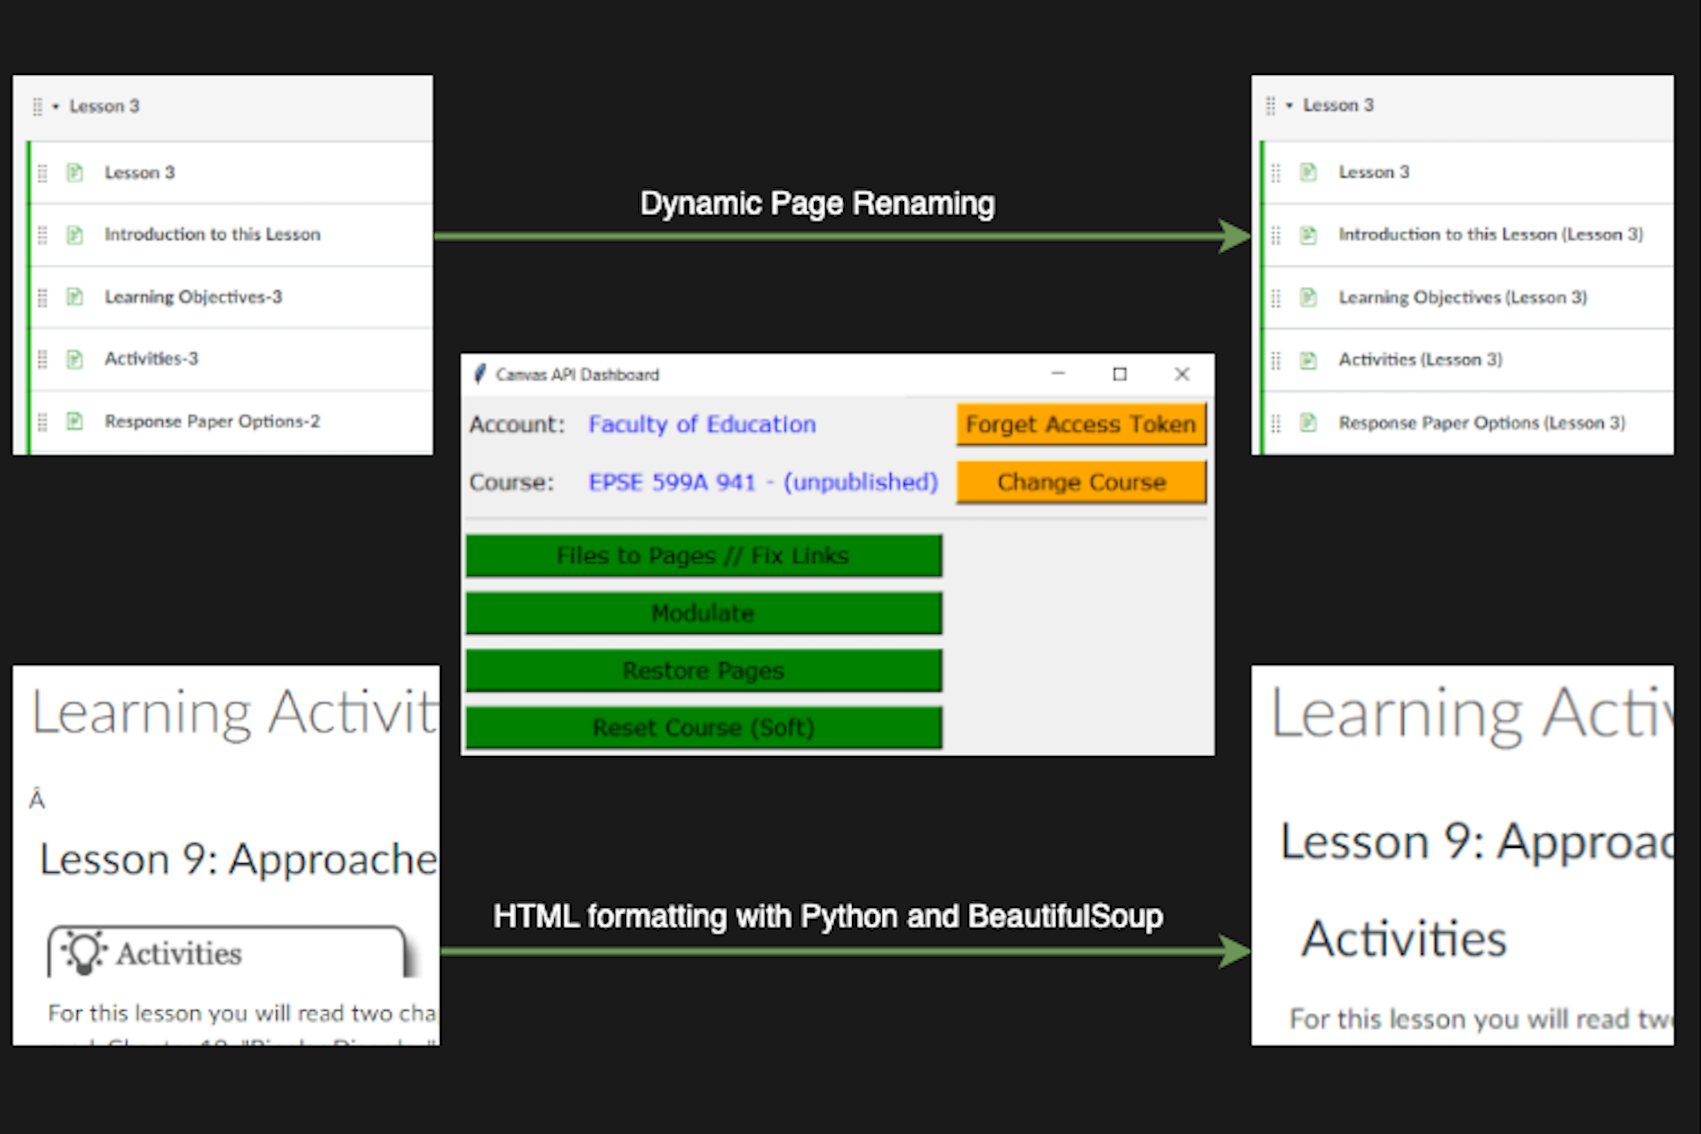 Lesson 3
Lesson 3
Introduction to this Lesson
Learning Objectives-3
Activities-3
Response Paper Options-2
Dynamic Page Renaming
Lesson 3
Lesson 3
Introduction to this Lesson (Lesson 3)
Learning Objectives (Lesson 3)
Activities (Lesson 3)
Response Paper Options (Lesson 3)
Canvas API Dashboard
Account: Faculty of Education Forget Access Token
Course: EPSE 599A 941 - (unpublished) Change Course
Files to Pages // Fix Links
Modulate
Restore Pages
Reset Course (Soft)
Learning Activit
Â
Lesson 9: Approache
Activities
For this lesson you will read two cha
HTML formatting with Python and BeautifulSoup
Learning Activ
Lesson 9: Approac
Activities
For this lesson you will read tw